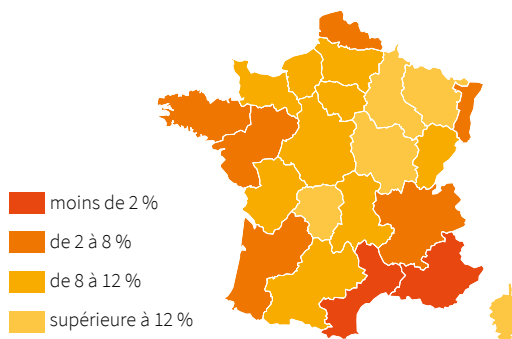 moins de 2 %
de 2 à 8 %
de 8 à 12 %
supérieure à 12 %